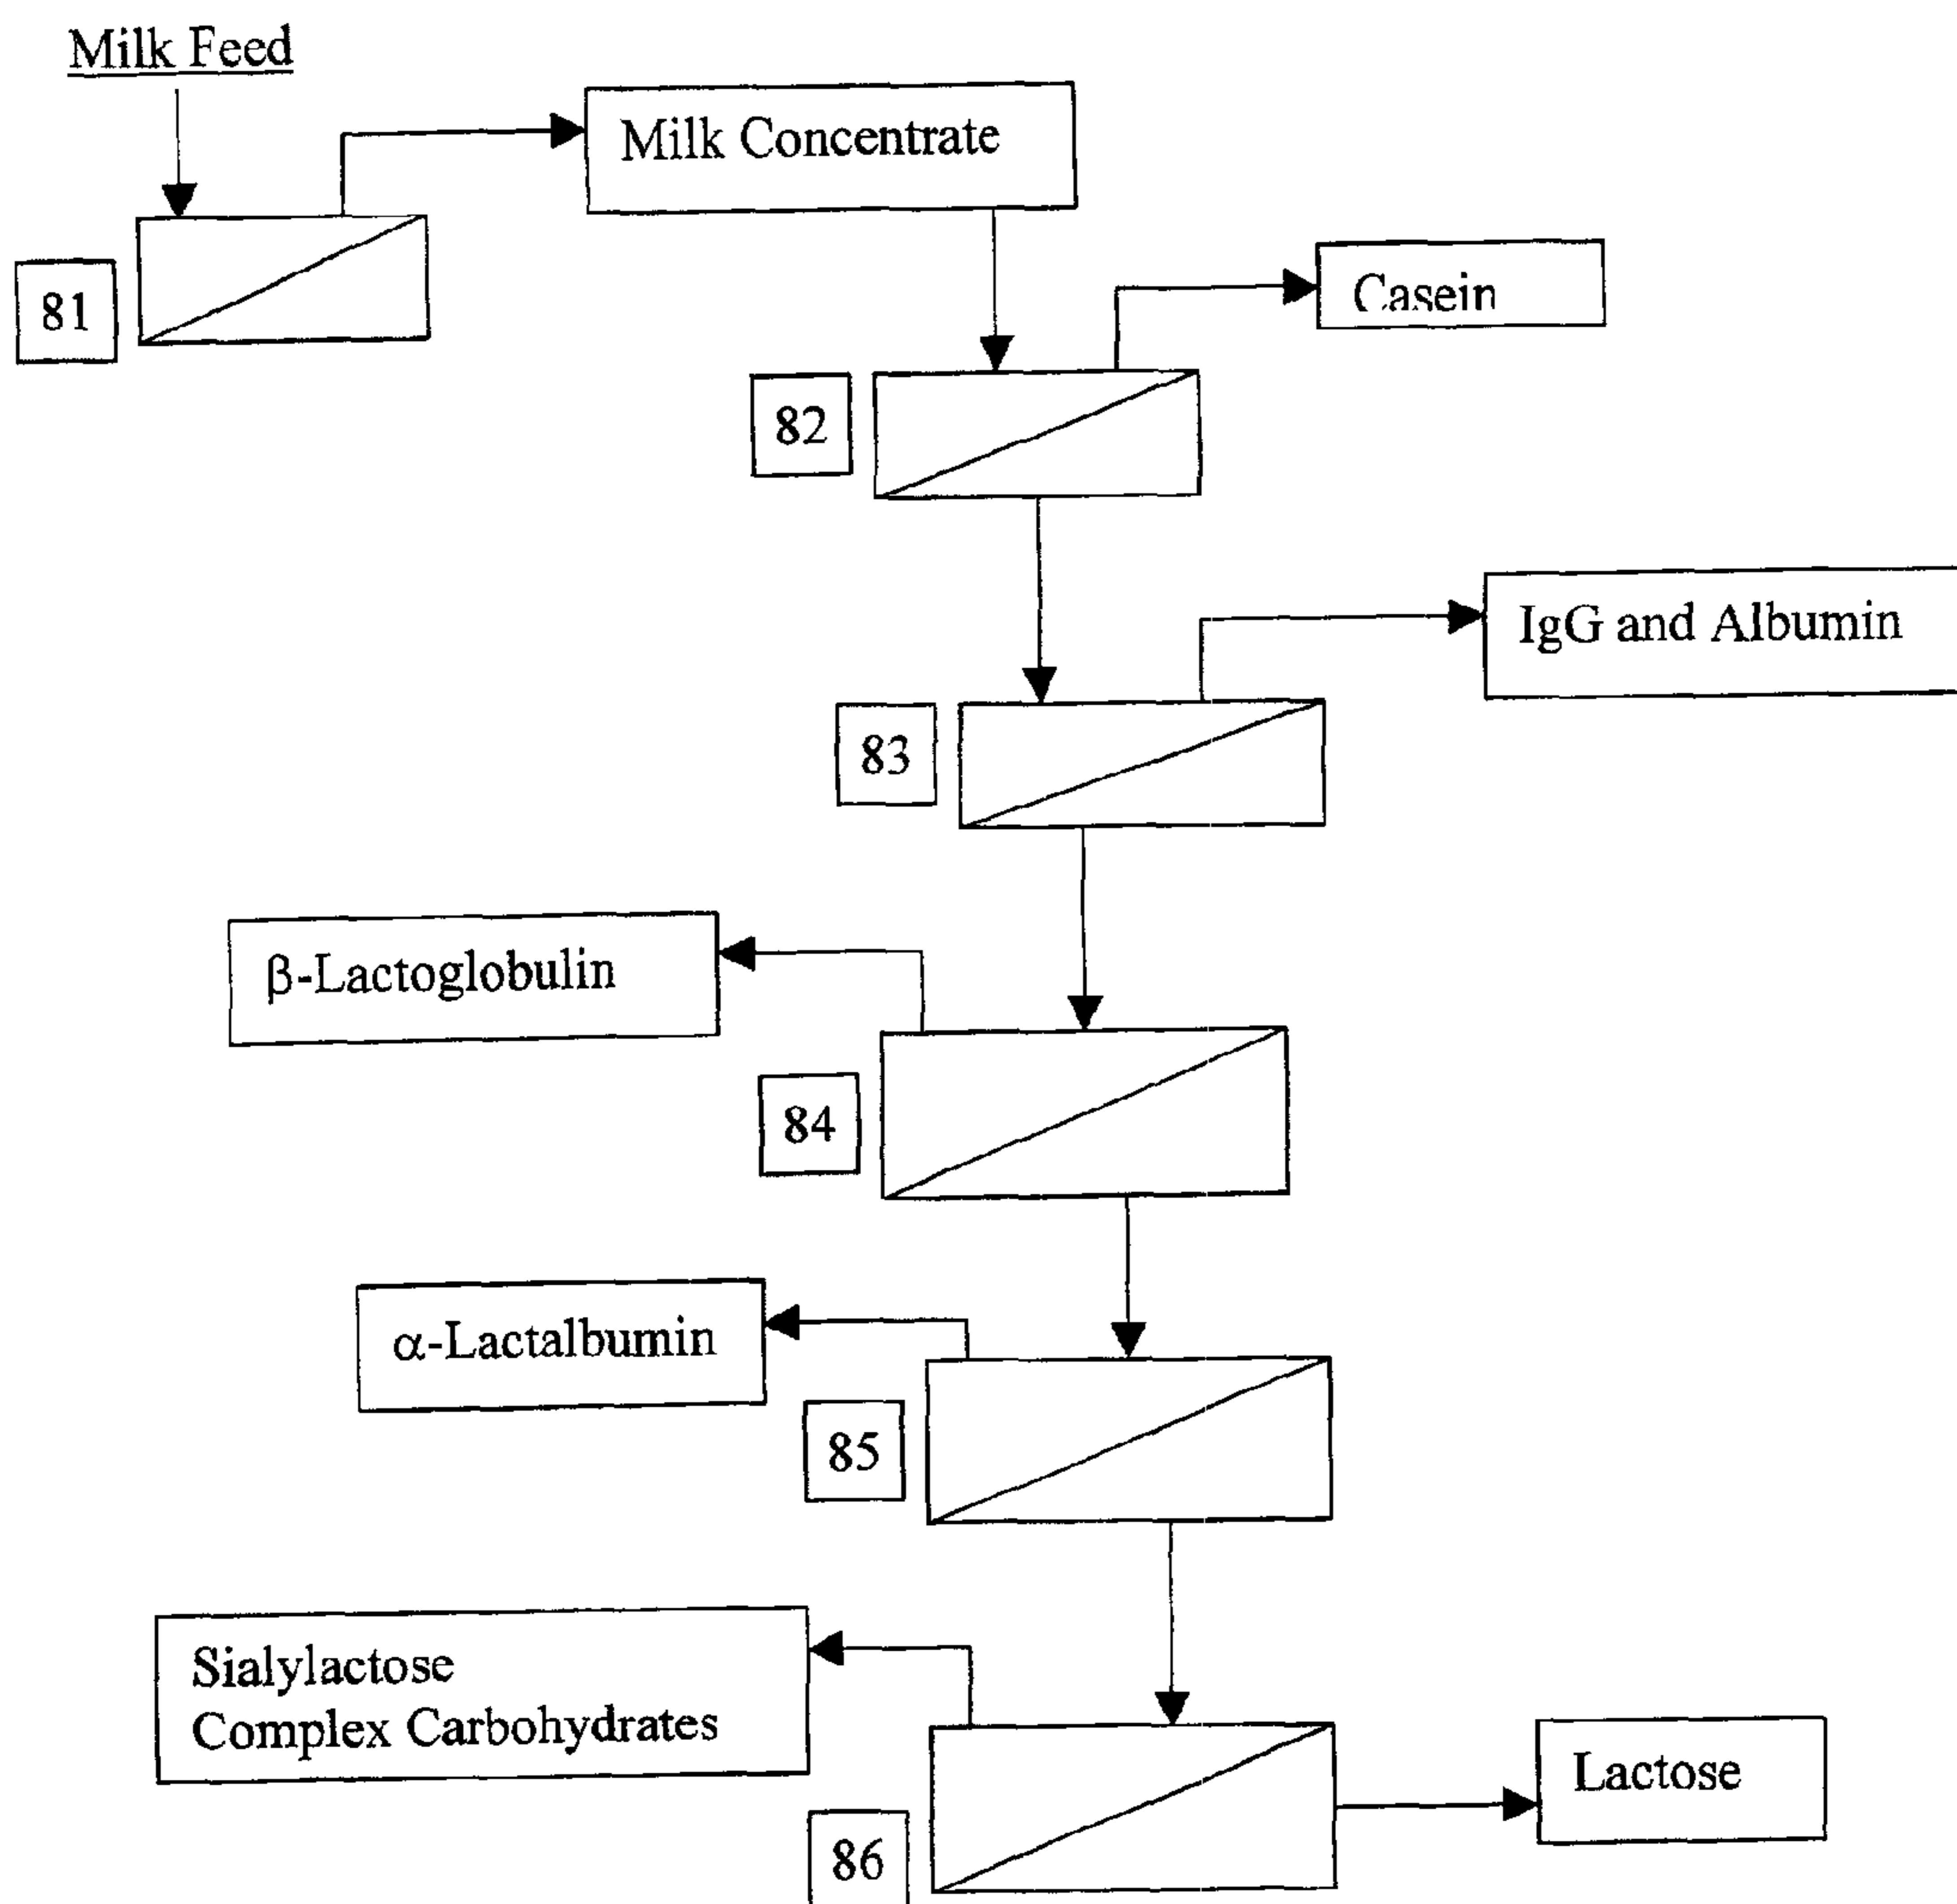 Milk Feed
Milk Concentrate
81
Casein
82
IgG and Albumin
83
β-Lactoglobulin
84
α-Lactalbumin
85
Sialylactose
Complex Carbohydrates
Lactose
86